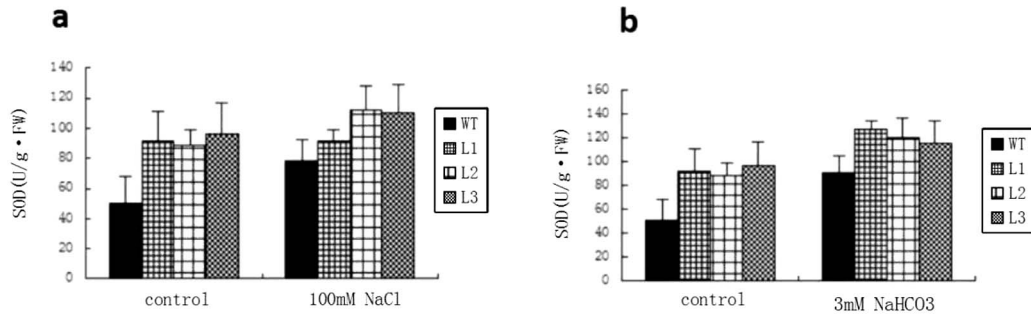 a
SOD(U/g·FW)
140
120
100
80
60
40
20
0
control
100mM NaCl
WT
L1
L2
L3
b
SOD(U/g·FW)
160
140
120
100
80
60
40
20
0
control
3mM NaHCO3
WT
L1
L2
L3